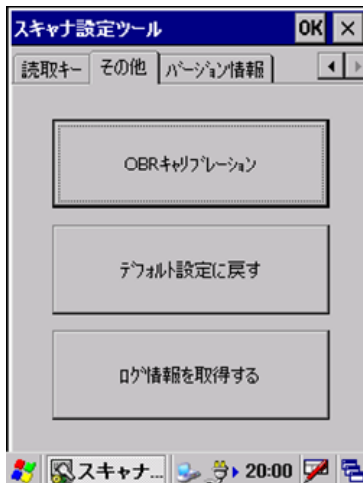 スキャナ設定ツール OK ×
読取キー その他 ﾊﾞｰｼﾞｮﾝ情報
OBRｷｬﾘﾌﾞﾚｰｼｮﾝ
ﾃﾞﾌｫﾙﾄ設定に戻す
ﾛｸﾞ情報を取得する
スキャナ... 20:00